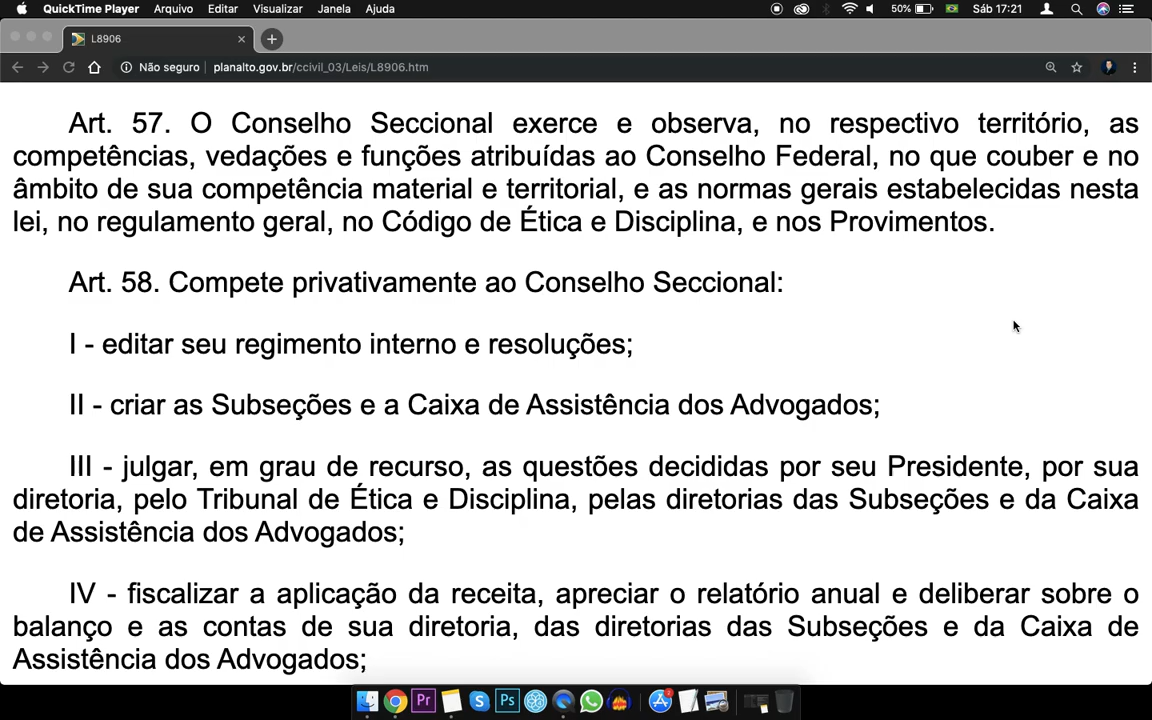 QuickTime Player Arquivo Editar Visualizar Janela Ajuda 50% Sáb 17:21
L8906
Não seguro planalto.gov.br/ccivil_03/Leis/L8906.htm
Art. 57. O Conselho Seccional exerce e observa, no respectivo território, as
competências, vedações e funções atribuídas ao Conselho Federal, no que couber e no
âmbito de sua competência material e territorial, e as normas gerais estabelecidas nesta
lei, no regulamento geral, no Código de Ética e Disciplina, e nos Provimentos.
Art. 58. Compete privativamente ao Conselho Seccional:
I - editar seu regimento interno e resoluções;
II - criar as Subseções e a Caixa de Assistência dos Advogados;
III - julgar, em grau de recurso, as questões decididas por seu Presidente, por sua
diretoria, pelo Tribunal de Ética e Disciplina, pelas diretorias das Subseções e da Caixa
de Assistência dos Advogados;
IV - fiscalizar a aplicação da receita, apreciar o relatório anual e deliberar sobre o
balanço e as contas de sua diretoria, das diretorias das Subseções e da Caixa de
Assistência dos Advogados;
Pr S Ps